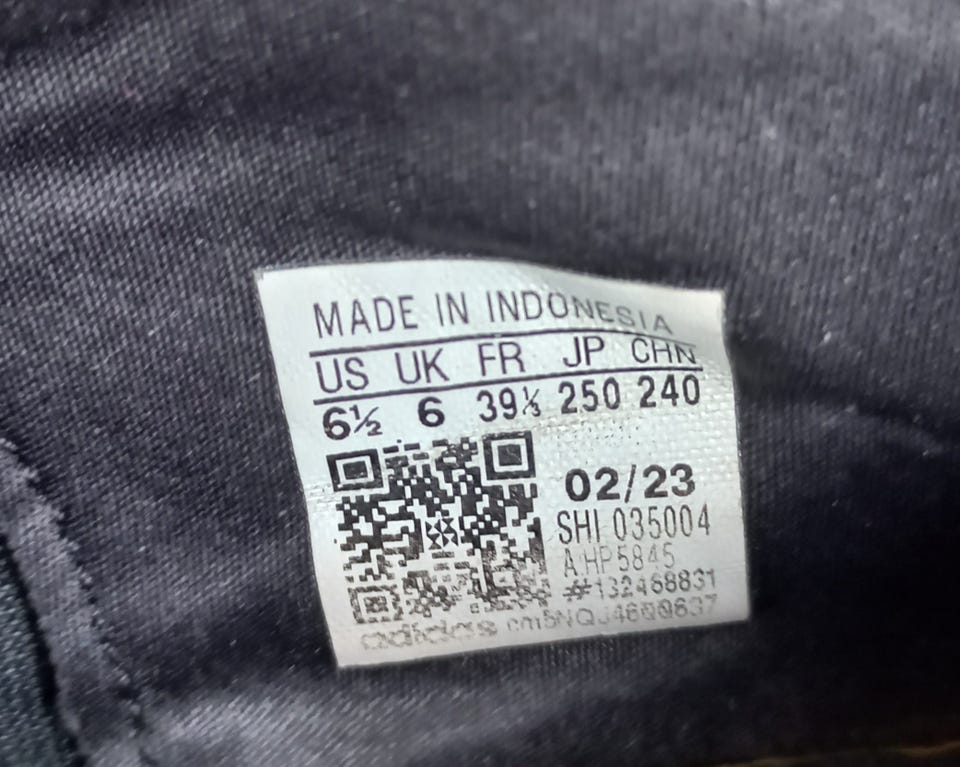 MADE IN INDONESIA
US UK FR JP CHN
6½ 6 39⅓ 250 240
02/23
SHI 035004
A:HP5845
#132468831
adidas